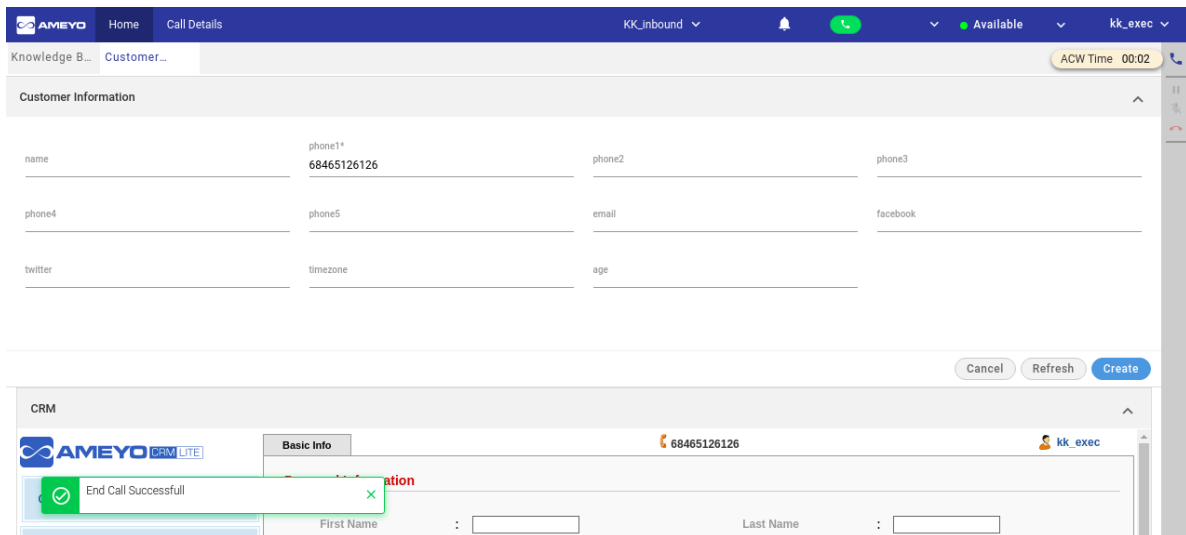 AMEYO Home Call Details KK_inbound Available kk_exec
Knowledge B... Customer... ACW Time 00:02
Customer Information
name phone1* phone2 phone3
68465126126
phone4 phone5 email facebook
twitter timezone age
Cancel Refresh Create
CRM
AMEYO CRM LITE Basic Info 68465126126 kk_exec
End Call Successfull
First Name : Last Name :